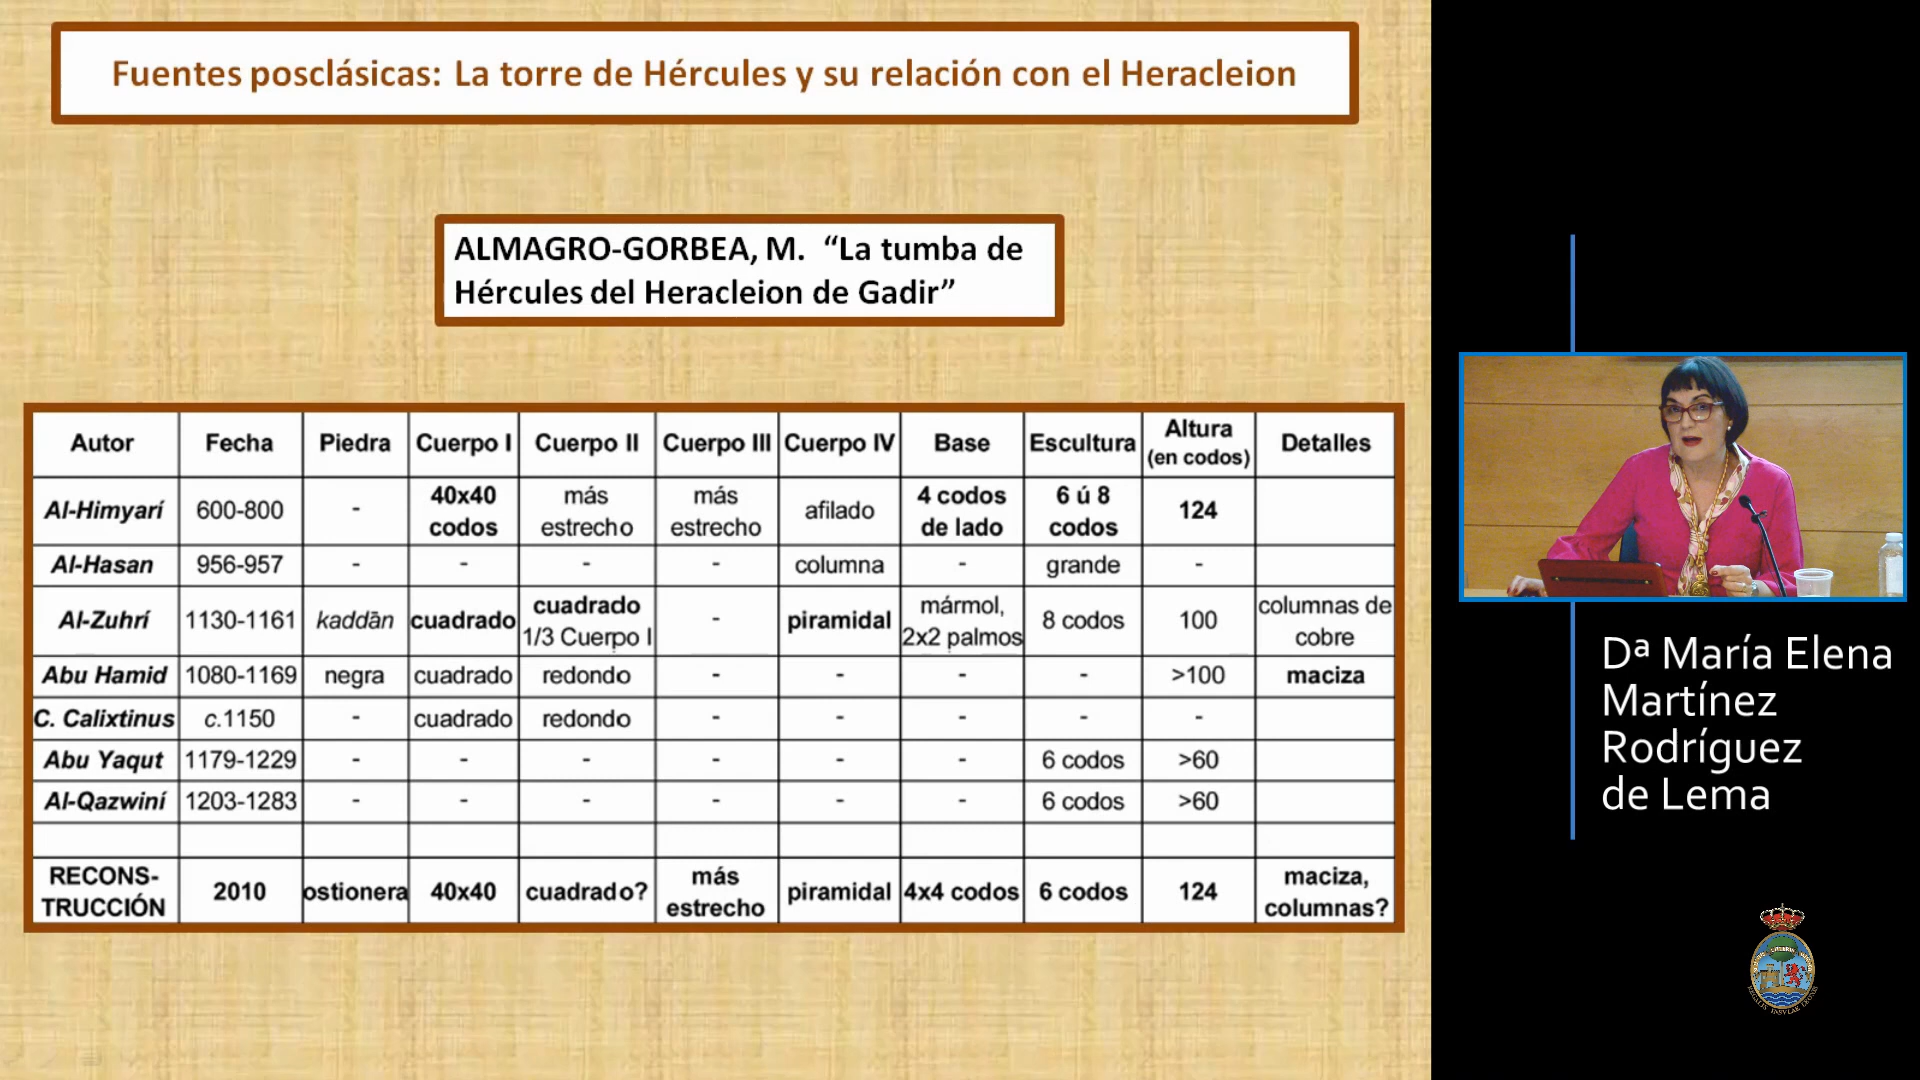 Fuentes posclásicas: La torre de Hércules y su relación con el Heracleion
ALMAGRO-GORBEA, M. “La tumba de
Hércules del Heracleion de Gadir”
Autor Fecha Piedra Cuerpo I Cuerpo II Cuerpo III Cuerpo IV Base Escultura Altura (en codos) Detalles
Al-Himyarí 600-800 - 40x40 codos más estrecho más estrecho afilado 4 codos de lado 6 ú 8 codos 124
Al-Hasan 956-957 - - - - columna - grande -
Al-Zuhrí 1130-1161 kaddān cuadrado cuadrado 1/3 Cuerpo I - piramidal mármol, 2x2 palmos 8 codos 100 columnas de cobre
Abu Hamid 1080-1169 negra cuadrado redondo - - - - >100 maciza
C. Calixtinus c.1150 - cuadrado redondo - - - - -
Abu Yaqut 1179-1229 - - - - - - 6 codos >60
Al-Qazwiní 1203-1283 - - - - - - 6 codos >60
RECONS-TRUCCIÓN 2010 ostionera 40x40 cuadrado? más estrecho piramidal 4x4 codos 6 codos 124 maciza, columnas?
Dª María Elena
Martínez
Rodríguez
de Lema